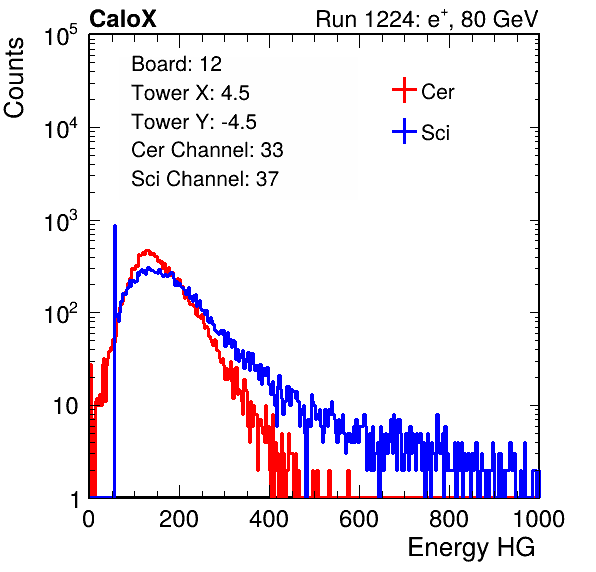 CaloX Run 1224: e⁺, 80 GeV
Counts
10⁵
10⁴
10³
10²
10
1
Board: 12
Tower X: 4.5
Tower Y: -4.5
Cer Channel: 33
Sci Channel: 37
Cer
Sci
0 200 400 600 800 1000
Energy HG